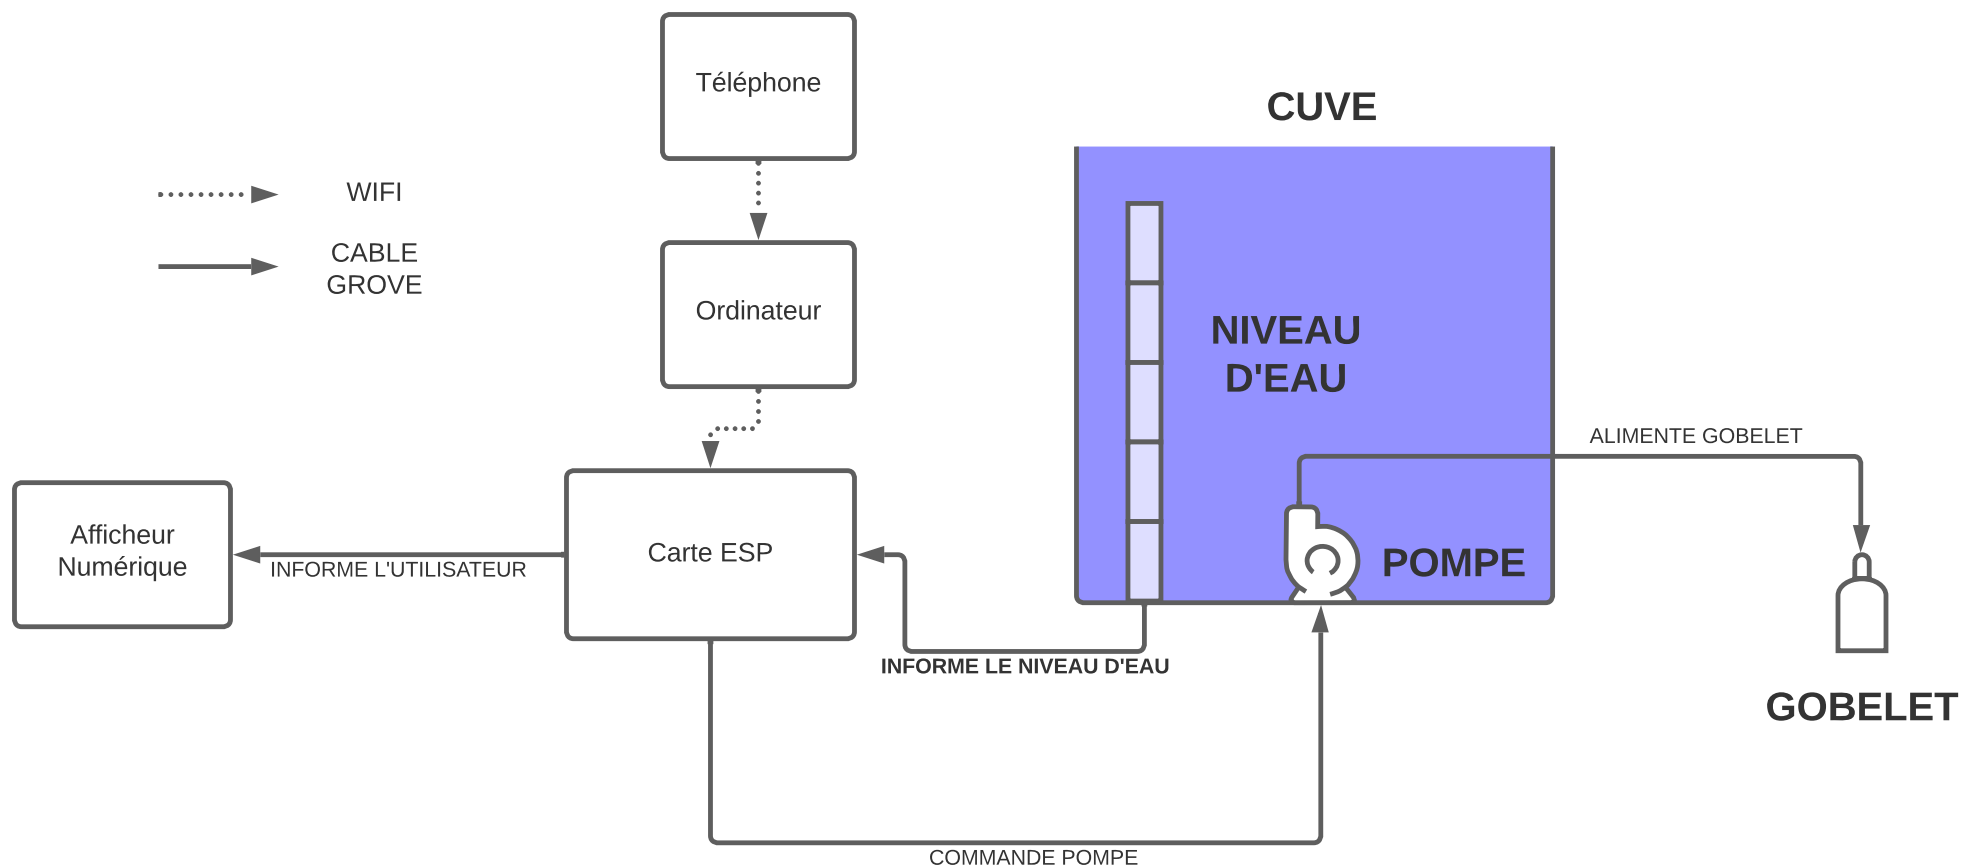 Téléphone
CUVE
WIFI
CABLE
GROVE
Ordinateur
NIVEAU
D'EAU
ALIMENTE GOBELET
Afficheur
Numérique
INFORME L'UTILISATEUR
Carte ESP
POMPE
INFORME LE NIVEAU D'EAU
GOBELET
COMMANDE POMPE